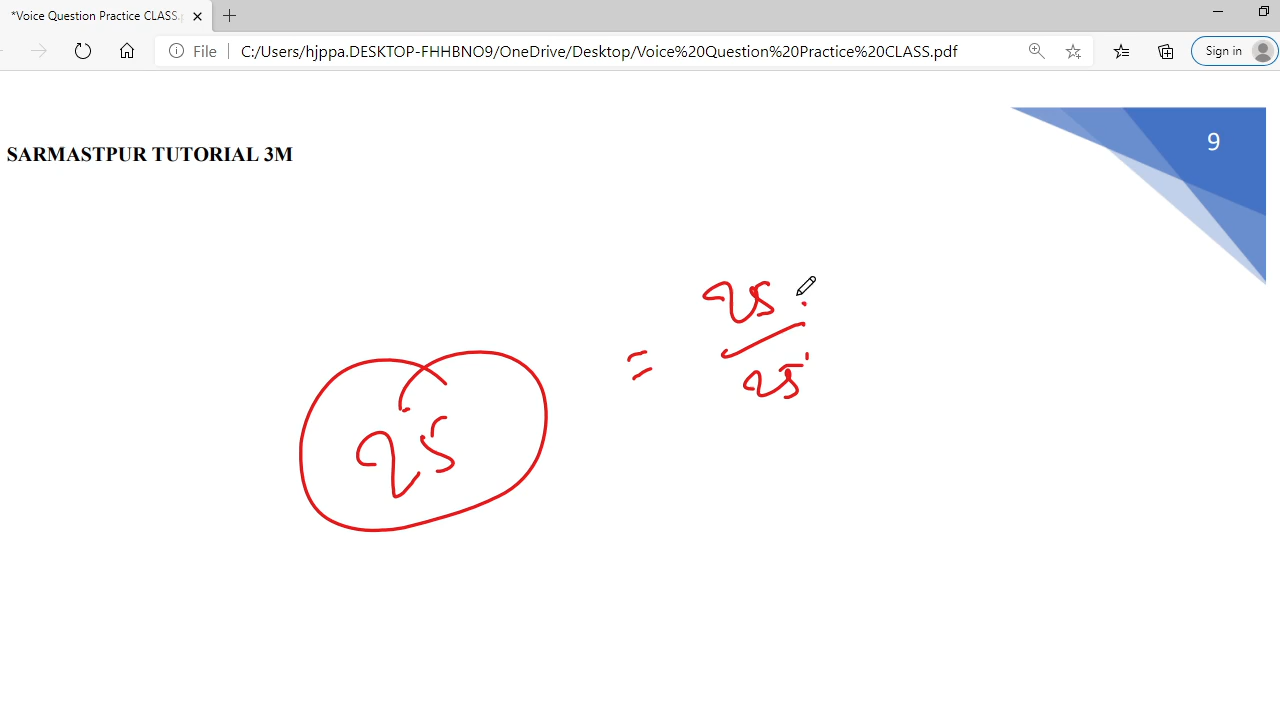 *Voice Question Practice CLASS.p
File C:/Users/hjppa.DESKTOP-FHHBNO9/OneDrive/Desktop/Voice%20Question%20Practice%20CLASS.pdf Sign in
9
SARMASTPUR TUTORIAL 3M
=